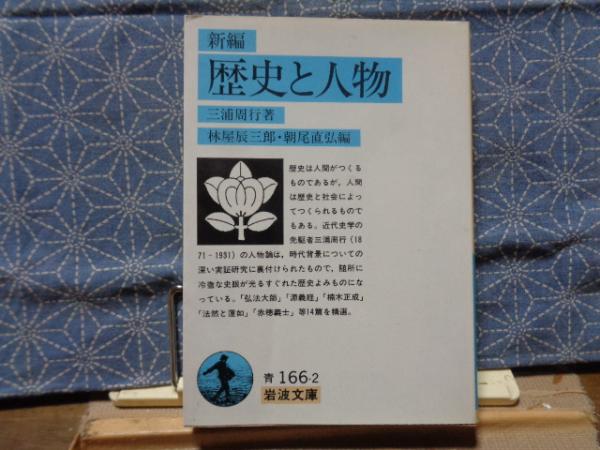 新編
歴史と人物
三浦周行著
林屋辰三郎・朝尾直弘編
歴史は人間がつくる
ものであるが，人間
は歴史と社会によっ
てつくられるもので
もある。近代史学の
先駆者三浦周行（18
71－1931）の人物論は，時代背景についての
深い実証研究に裏付けられたもので，随所に
冷徹な史眼が光るすぐれた歴史よみものになっ
ている。「弘法大師」「源義経」「楠木正成」
「法然と蓮如」「赤穂義士」等14篇を精選。
青 166-2
岩波文庫